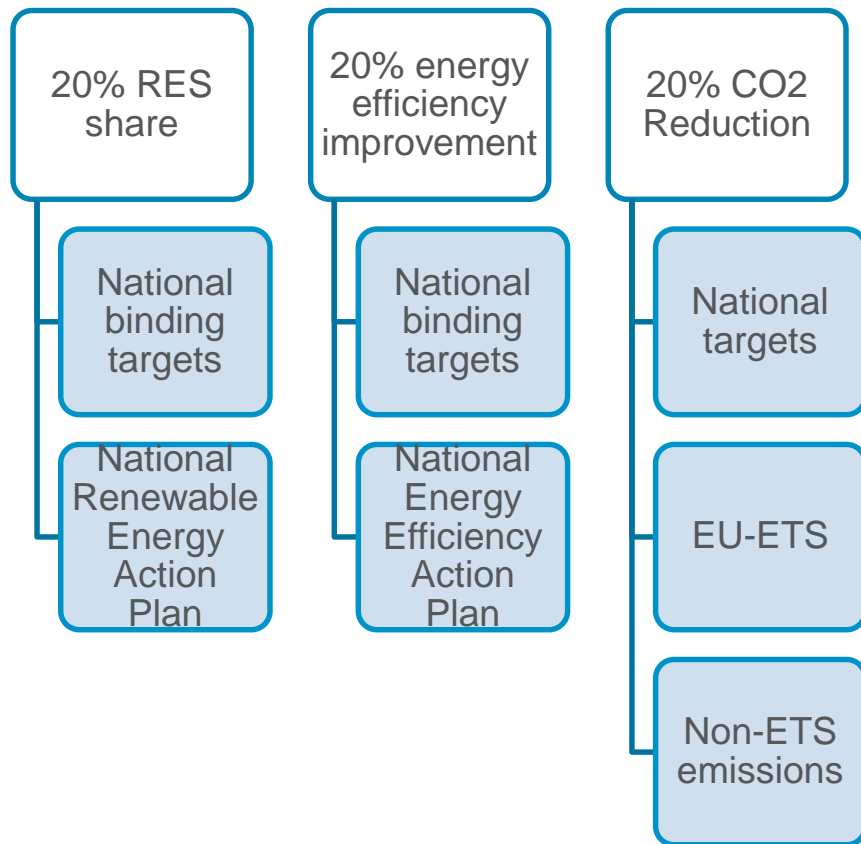 20% RES
share
National
binding
targets
National
Renewable
Energy
Action
Plan
20% energy
efficiency
improvement
National
binding
targets
National
Energy
Efficiency
Action
Plan
20% CO2
Reduction
National
targets
EU-ETS
Non-ETS
emissions